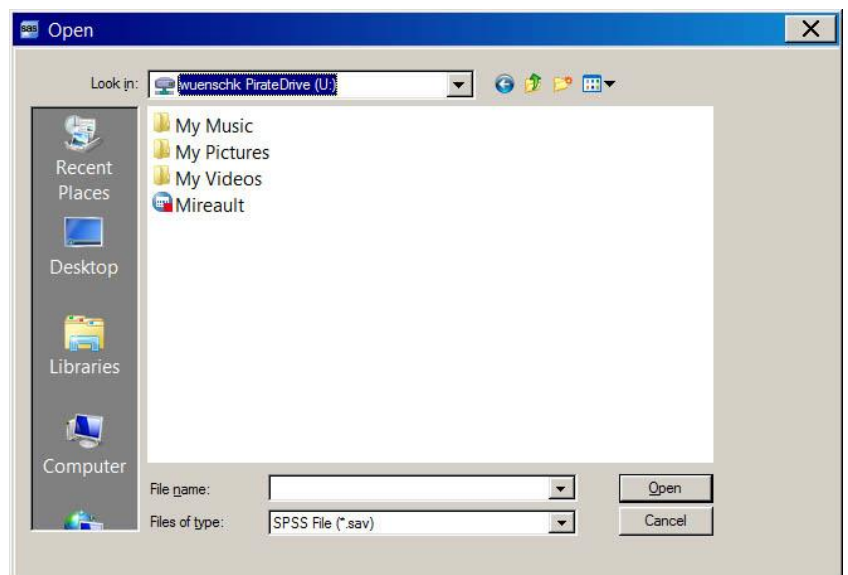 sas Open
Look in: wuenschk PirateDrive (U:)
My Music
My Pictures
My Videos
Mireault
Recent
Places
Desktop
Libraries
Computer
File name: Open
Files of type: SPSS File (*.sav) Cancel